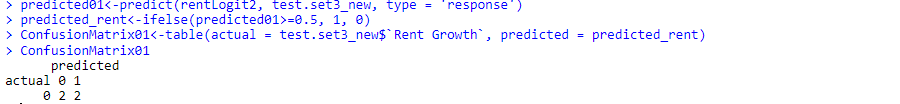 > predicted01<-predict(rentLogit2, test.set3_new, type = 'response')
> predicted_rent<-ifelse(predicted01>=0.5, 1, 0)
> ConfusionMatrix01<-table(actual = test.set3_new$`Rent Growth`, predicted = predicted_rent)
> ConfusionMatrix01
      predicted
actual 0 1
     0 2 2